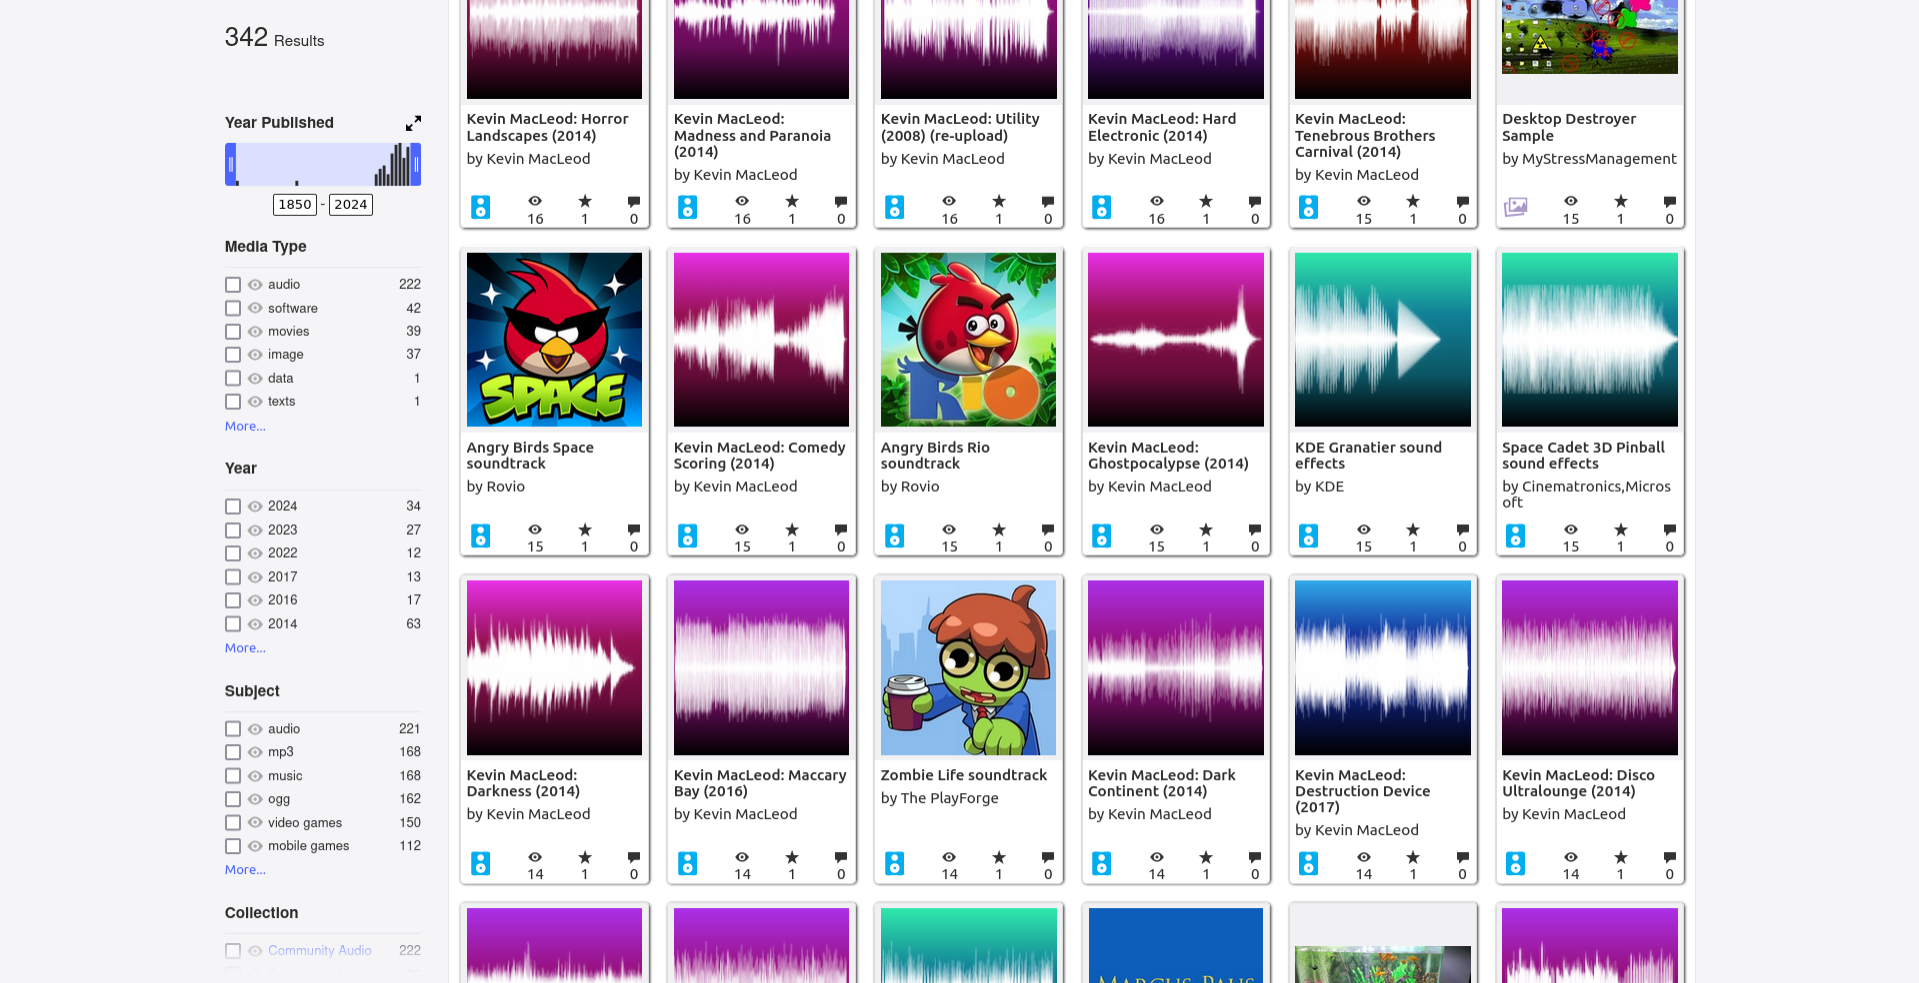 342 Results
Year Published
1850 - 2024
Media Type
audio 222
software 42
movies 39
image 37
data 1
texts 1
More...
Year
2024 34
2023 27
2022 12
2017 13
2016 17
2014 63
More...
Subject
audio 221
mp3 168
music 168
ogg 162
video games 150
mobile games 112
More...
Collection
Community Audio 222
Kevin MacLeod: Horror
Landscapes (2014)
by Kevin MacLeod
16 1 0
Kevin MacLeod:
Madness and Paranoia
(2014)
by Kevin MacLeod
16 1 0
Kevin MacLeod: Utility
(2008) (re-upload)
by Kevin MacLeod
16 1 0
Kevin MacLeod: Hard
Electronic (2014)
by Kevin MacLeod
16 1 0
Kevin MacLeod:
Tenebrous Brothers
Carnival (2014)
by Kevin MacLeod
15 1 0
Desktop Destroyer
Sample
by MyStressManagement
15 1 0
SPACE
Angry Birds Space
soundtrack
by Rovio
15 1 0
Kevin MacLeod: Comedy
Scoring (2014)
by Kevin MacLeod
15 1 0
RIO
Angry Birds Rio
soundtrack
by Rovio
15 1 0
Kevin MacLeod:
Ghostpocalypse (2014)
by Kevin MacLeod
15 1 0
KDE Granatier sound
effects
by KDE
15 1 0
Space Cadet 3D Pinball
sound effects
by Cinematronics,Micros
oft
15 1 0
Kevin MacLeod:
Darkness (2014)
by Kevin MacLeod
14 1 0
Kevin MacLeod: Maccary
Bay (2016)
by Kevin MacLeod
14 1 0
Zombie Life soundtrack
by The PlayForge
14 1 0
Kevin MacLeod: Dark
Continent (2014)
by Kevin MacLeod
14 1 0
Kevin MacLeod:
Destruction Device
(2017)
by Kevin MacLeod
14 1 0
Kevin MacLeod: Disco
Ultralounge (2014)
by Kevin MacLeod
14 1 0
MARCUS PAUS